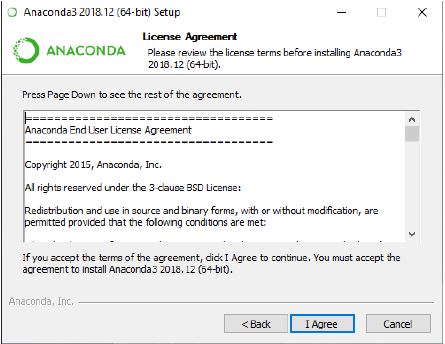 Anaconda3 2018.12 (64-bit) Setup
ANACONDA
License Agreement
Please review the license terms before installing Anaconda3
2018.12 (64-bit).
Press Page Down to see the rest of the agreement.
===================================
Anaconda End User License Agreement
===================================
Copyright 2015, Anaconda, Inc.
All rights reserved under the 3-clause BSD License:
Redistribution and use in source and binary forms, with or without modification, are
permitted provided that the following conditions are met:
If you accept the terms of the agreement, click I Agree to continue. You must accept the
agreement to install Anaconda3 2018.12 (64-bit).
Anaconda, Inc.
< Back
I Agree
Cancel